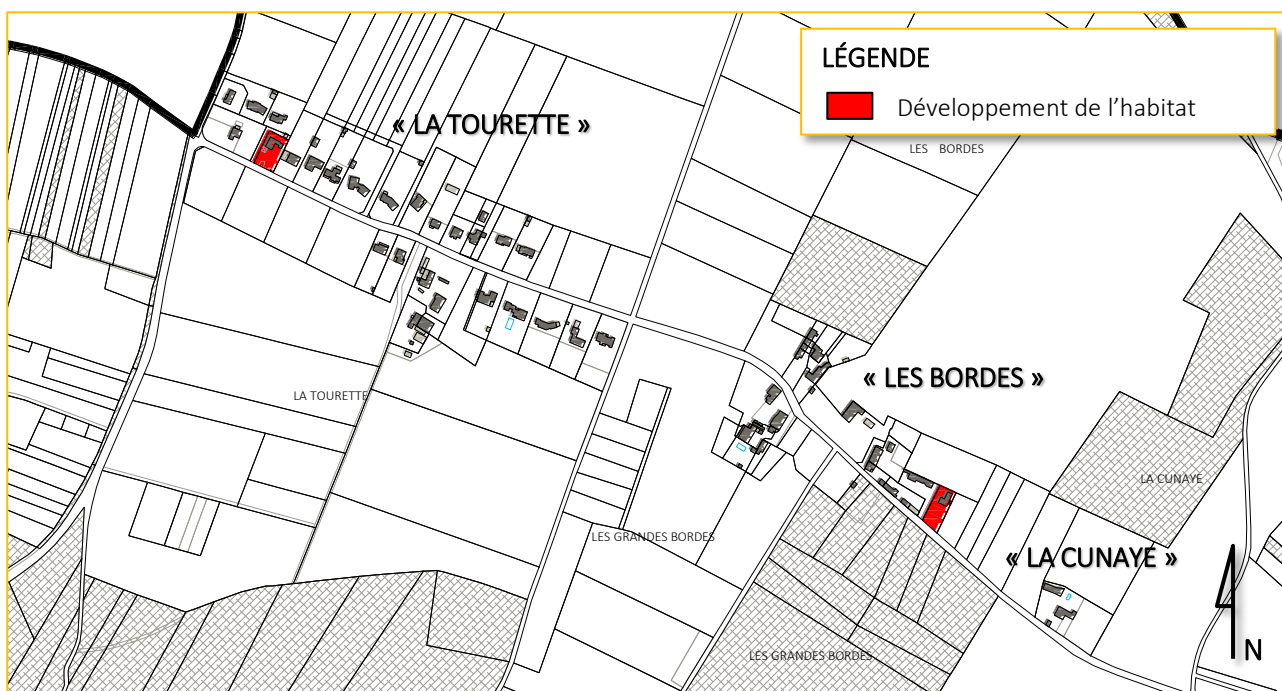 LÉGENDE
Développement de l'habitat
« LA TOURETTE »
LES BORDES
« LES BORDES »
LA TOURETTE
LA CUNAYE
LES GRANDES BORDES
« LA CUNAYE »
LES GRANDES BORDES
N